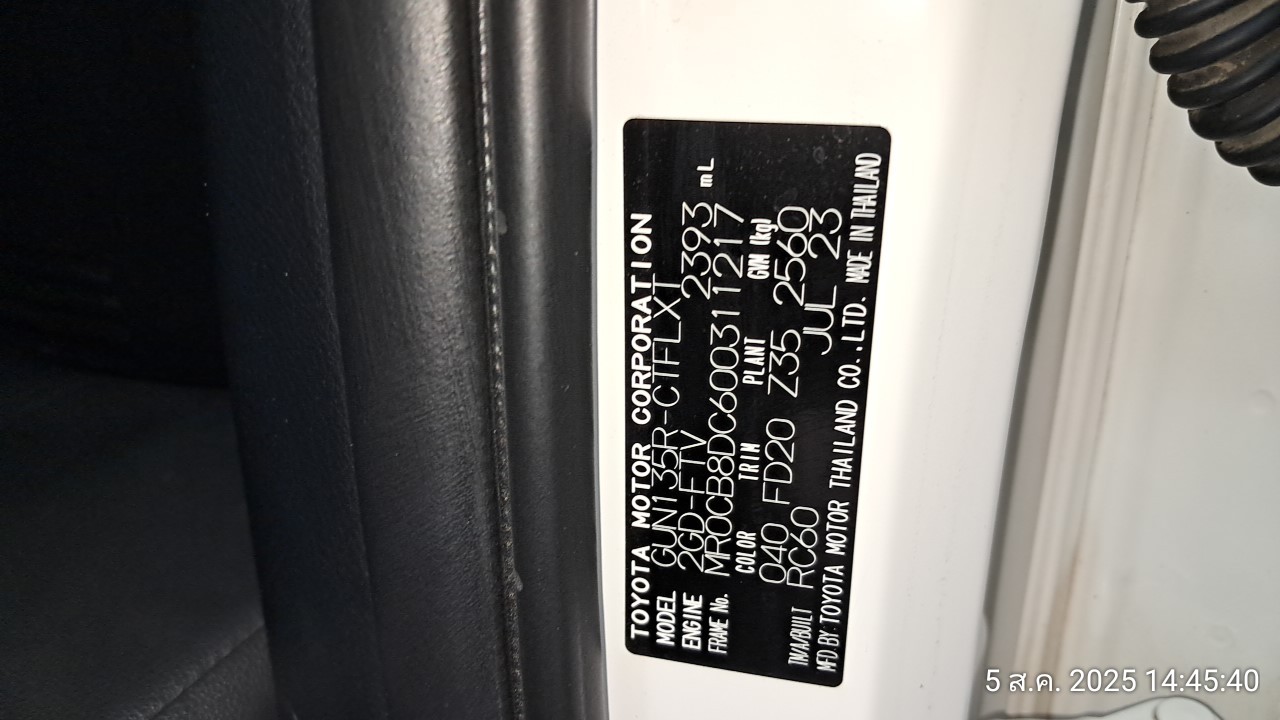 TOYOTA MOTOR CORPORATION
MODEL GUN135R-CTFLXT
ENGINE 2GD-FTV 2393 mL
FRAME No. MR0CB8DC600311217
COLOR TRIM PLANT GVM (kg)
040 FD20 Z35 2560
TM/A/BUILT RC60 JUL 23
MFD BY TOYOTA MOTOR THAILAND CO.,LTD. MADE IN THAILAND
5 ส.ค. 2025 14:45:40